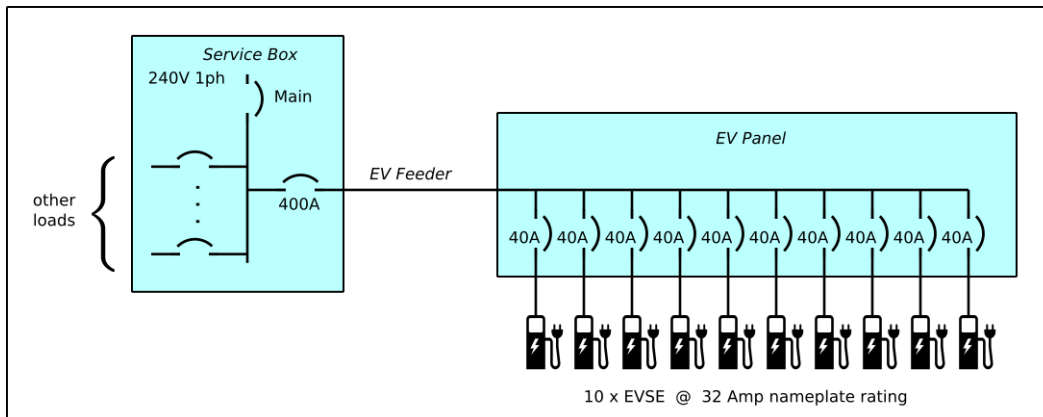 Service Box
240V 1ph
Main
other
loads
400A
EV Feeder
EV Panel
40A 40A 40A 40A 40A 40A 40A 40A 40A 40A
10 x EVSE @ 32 Amp nameplate rating